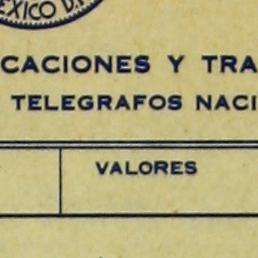 MEXICO D.
CACIONES Y TRA
TELEGRAFOS NACI
VALORES